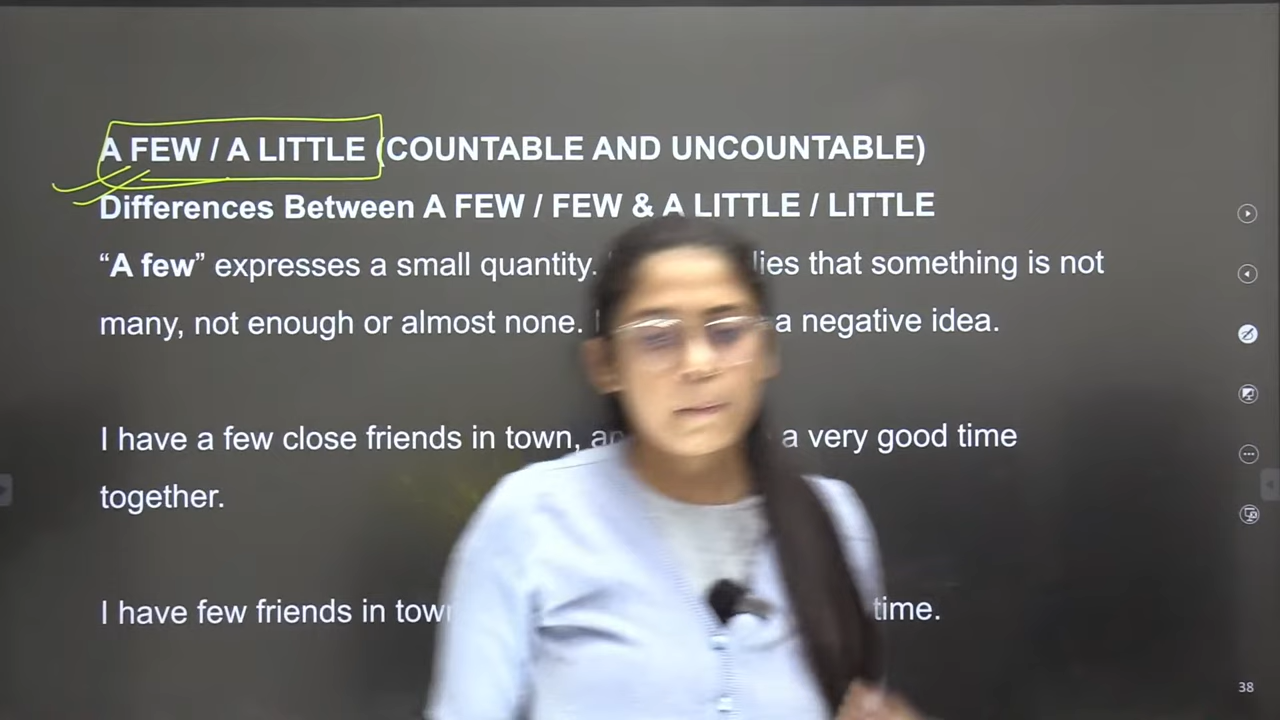 A FEW / A LITTLE (COUNTABLE AND UNCOUNTABLE)
Differences Between A FEW / FEW & A LITTLE / LITTLE
“A few” expresses a small quantity. lies that something is not
many, not enough or almost none. a negative idea.
I have a few close friends in town, a very good time
together.
I have few friends in town time.
38